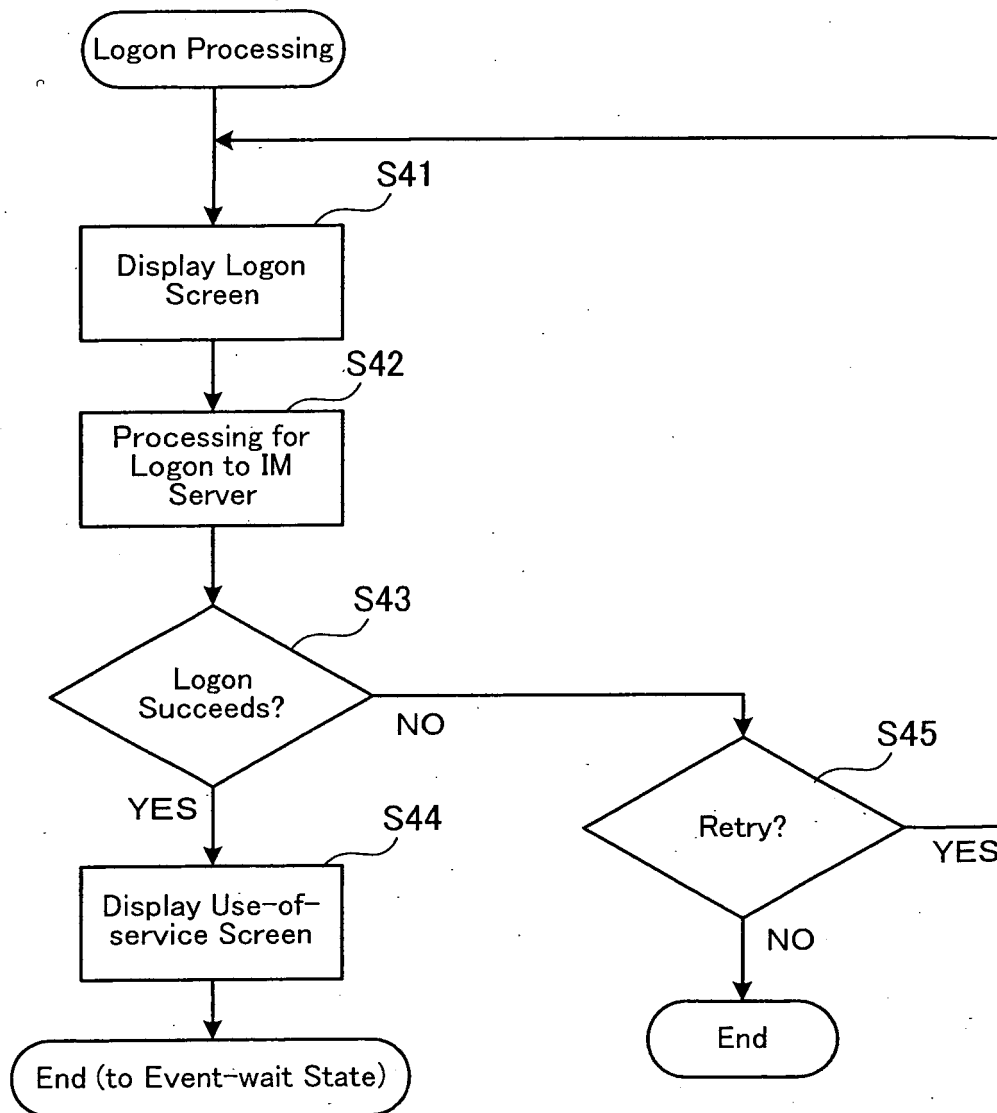 Logon Processing
S41
Display Logon
Screen
S42
Processing for
Logon to IM
Server
S43
Logon
Succeeds?
NO
YES
S45
Retry?
YES
NO
End
S44
Display Use-of-
service Screen
End (to Event-wait State)